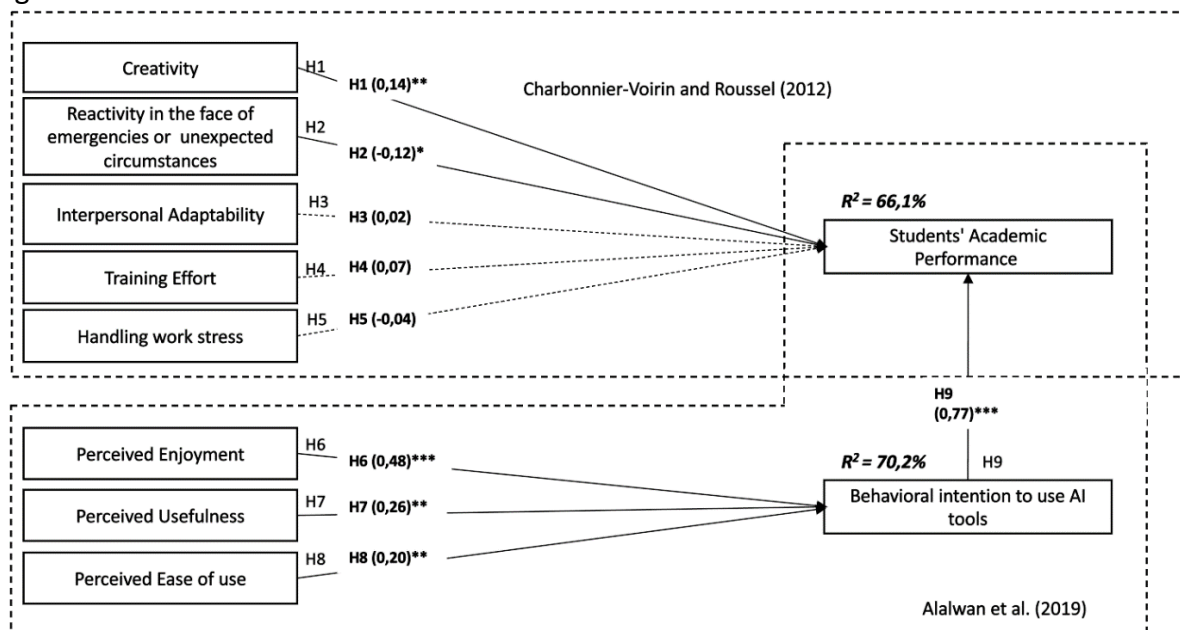 Creativity
H1
H1 (0,14)**
Charbonnier-Voirin and Roussel (2012)
Reactivity in the face of
emergencies or unexpected
circumstances
H2
H2 (-0,12)*
Interpersonal Adaptability
H3
H3 (0,02)
R² = 66,1%
Students' Academic
Performance
Training Effort
H4
H4 (0,07)
Handling work stress
H5
H5 (-0,04)
H9
(0,77)***
Perceived Enjoyment
H6
H6 (0,48)***
R² = 70,2%
H9
Behavioral intention to use AI
tools
Perceived Usefulness
H7
H7 (0,26)**
Perceived Ease of use
H8
H8 (0,20)**
Alalwan et al. (2019)